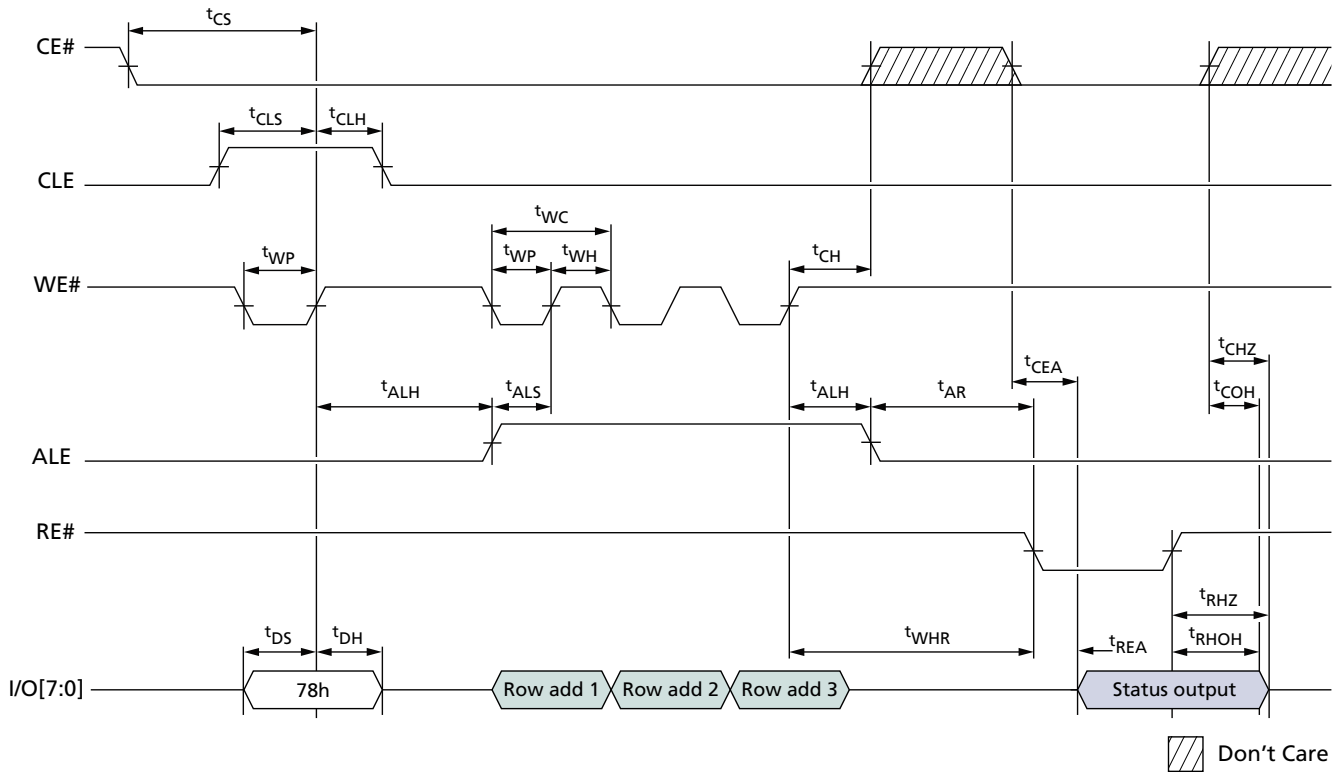 tCS
CE#
tCLS
tCLH
CLE
tWC
tWP
tWP
tWH
tCH
WE#
tCHZ
tCEA
tALH
tALS
tALH
tAR
tCOH
ALE
RE#
tRHZ
tDS
tDH
tWHR
tREA
tRHOH
I/O[7:0]
78h
Row add 1
Row add 2
Row add 3
Status output
Don't Care